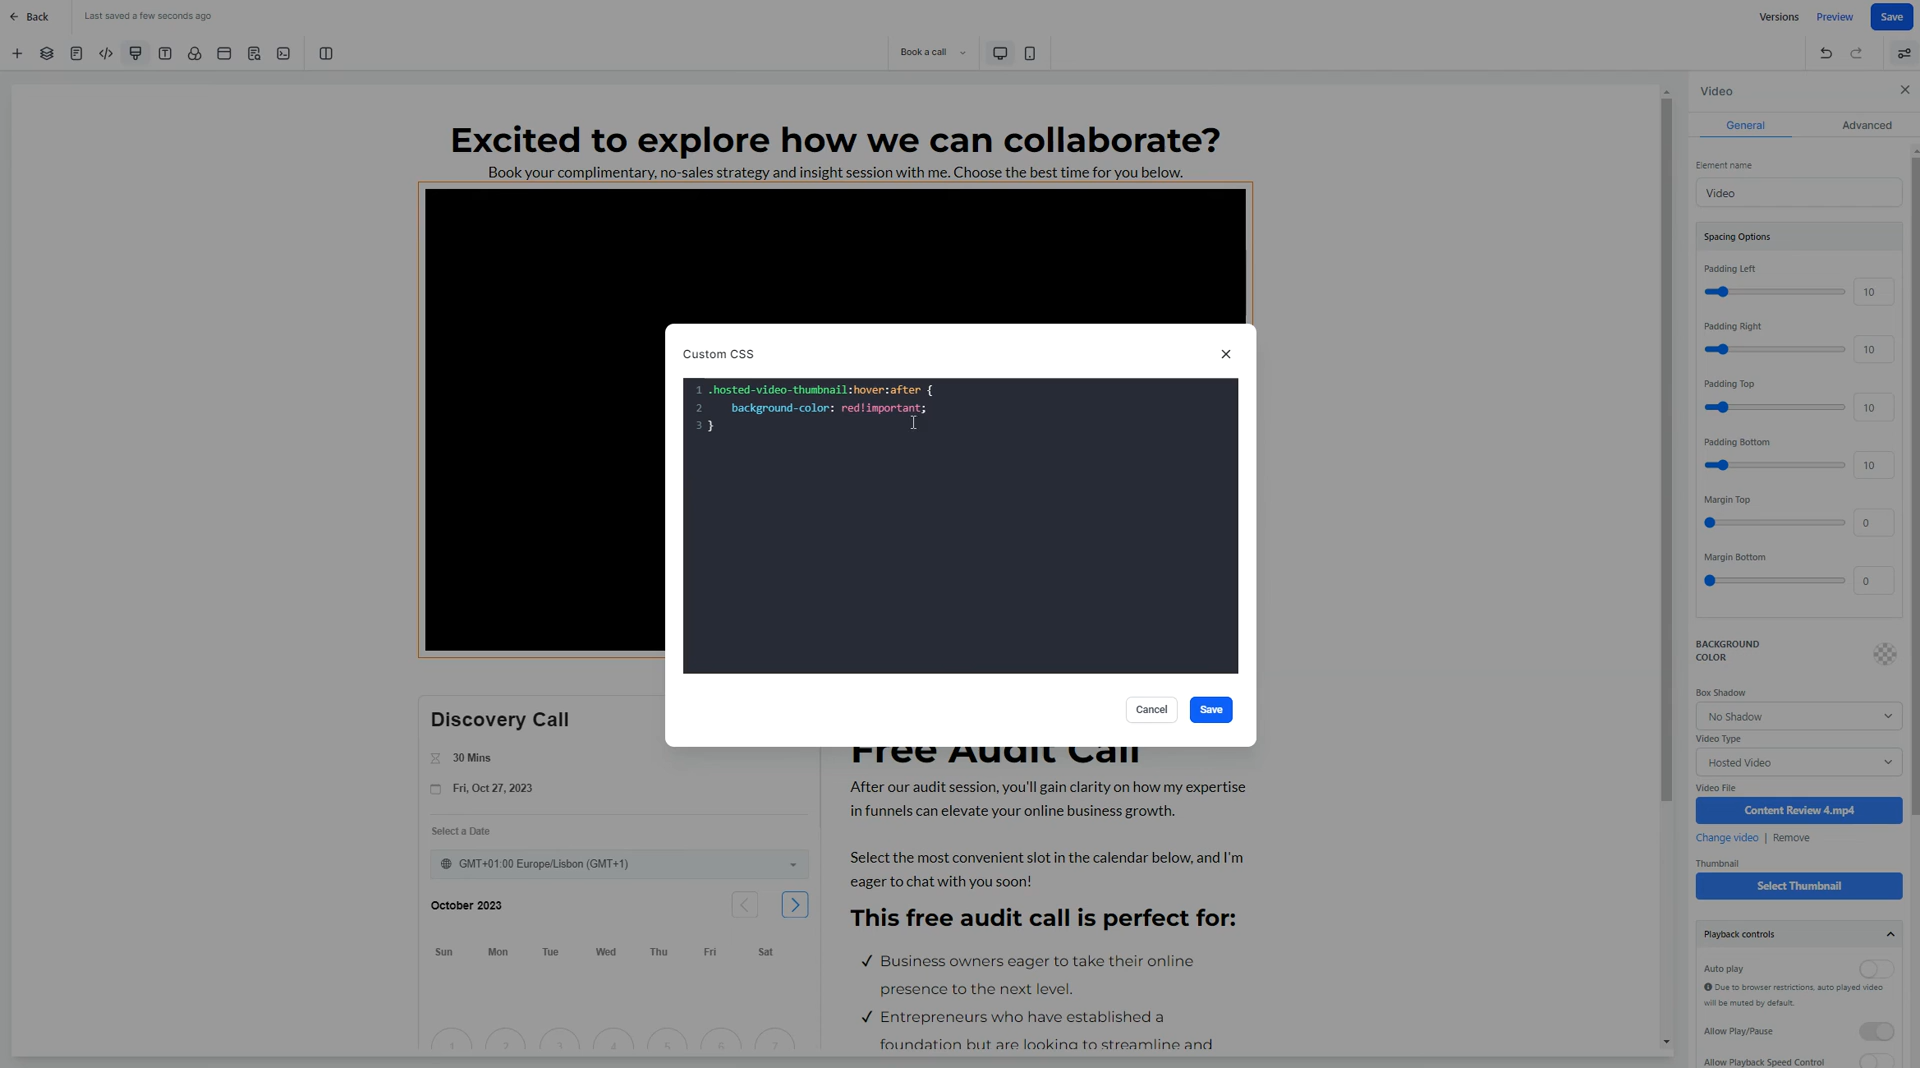 Back
Last saved a few seconds ago
Versions
Preview
Save
Book a call
Excited to explore how we can collaborate?
Book your complimentary, no-sales strategy and insight session with me. Choose the best time for you below.
Custom CSS
1 .hosted-video-thumbnail:hover:after {
2 background-color: red!important;
3 }
Cancel
Save
Discovery Call
30 Mins
Fri, Oct 27, 2023
Select a Date
GMT+01:00 Europe/Lisbon (GMT+1)
October 2023
Sun Mon Tue Wed Thu Fri Sat
1 2 3 4 5 6 7
Free Audit Call
After our audit session, you'll gain clarity on how my expertise
in funnels can elevate your online business growth.
Select the most convenient slot in the calendar below, and I'm
eager to chat with you soon!
This free audit call is perfect for:
✓ Business owners eager to take their online
presence to the next level.
✓ Entrepreneurs who have established a
foundation but are looking to streamline and
Video
General
Advanced
Element name
Video
Spacing Options
Padding Left
10
Padding Right
10
Padding Top
10
Padding Bottom
10
Margin Top
0
Margin Bottom
0
BACKGROUND
COLOR
Box Shadow
No Shadow
Video Type
Hosted Video
Video File
Content Review 4.mp4
Change video | Remove
Thumbnail
Select Thumbnail
Playback controls
Auto play
Due to browser restrictions, auto played video
will be muted by default.
Allow Play/Pause
Allow Playback Speed Control